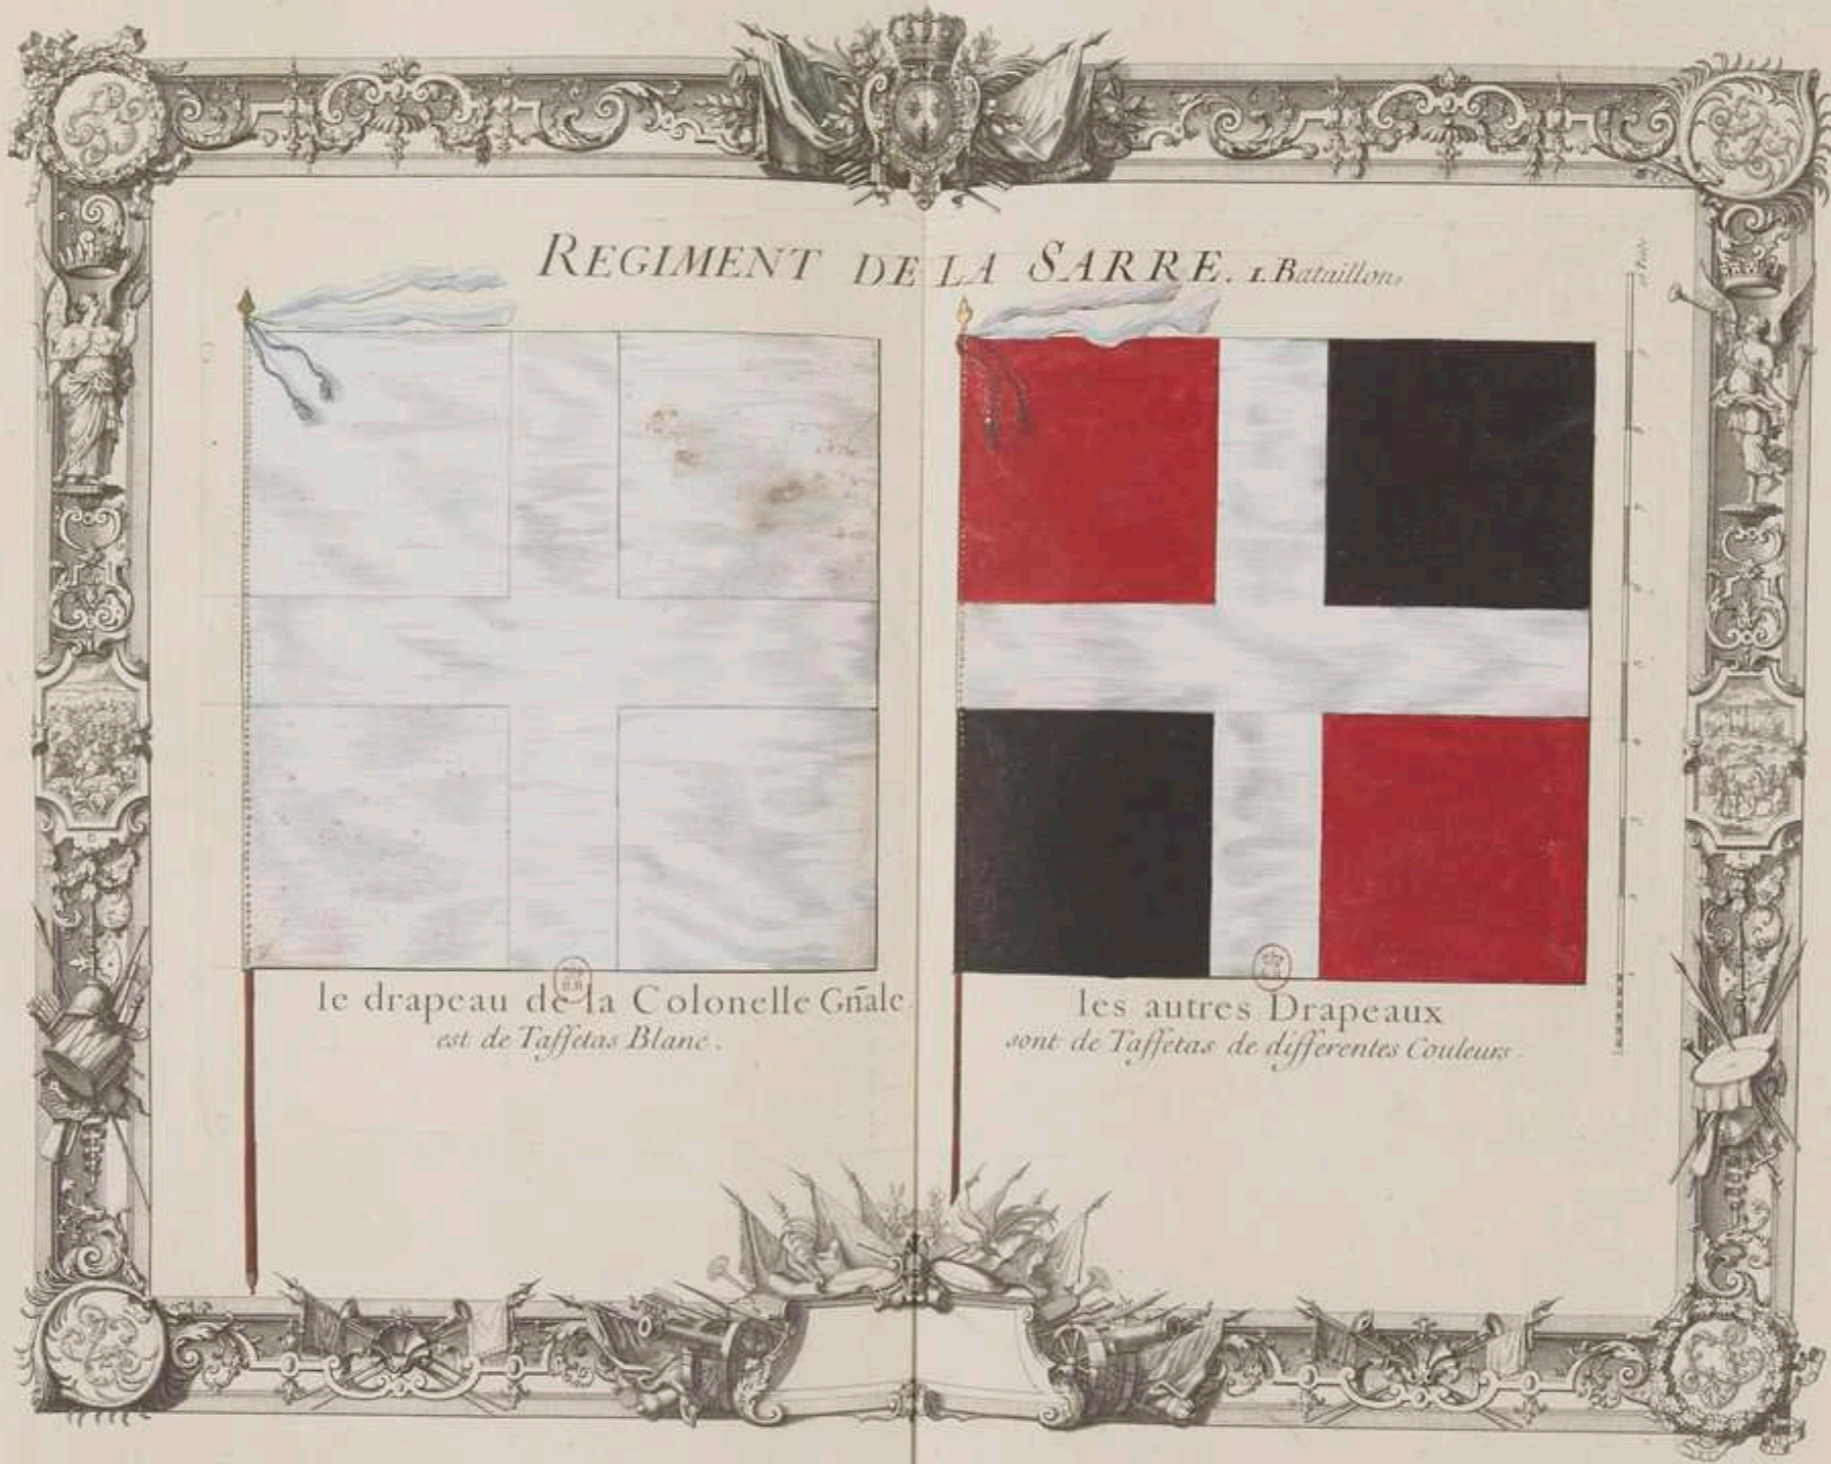 REGIMENT DE LA SARRE. 1. Bataillon,
le drapeau de la Colonelle Gñale
est de Taffetas Blanc.
les autres Drapeaux
sont de Taffetas de differentes Couleurs.